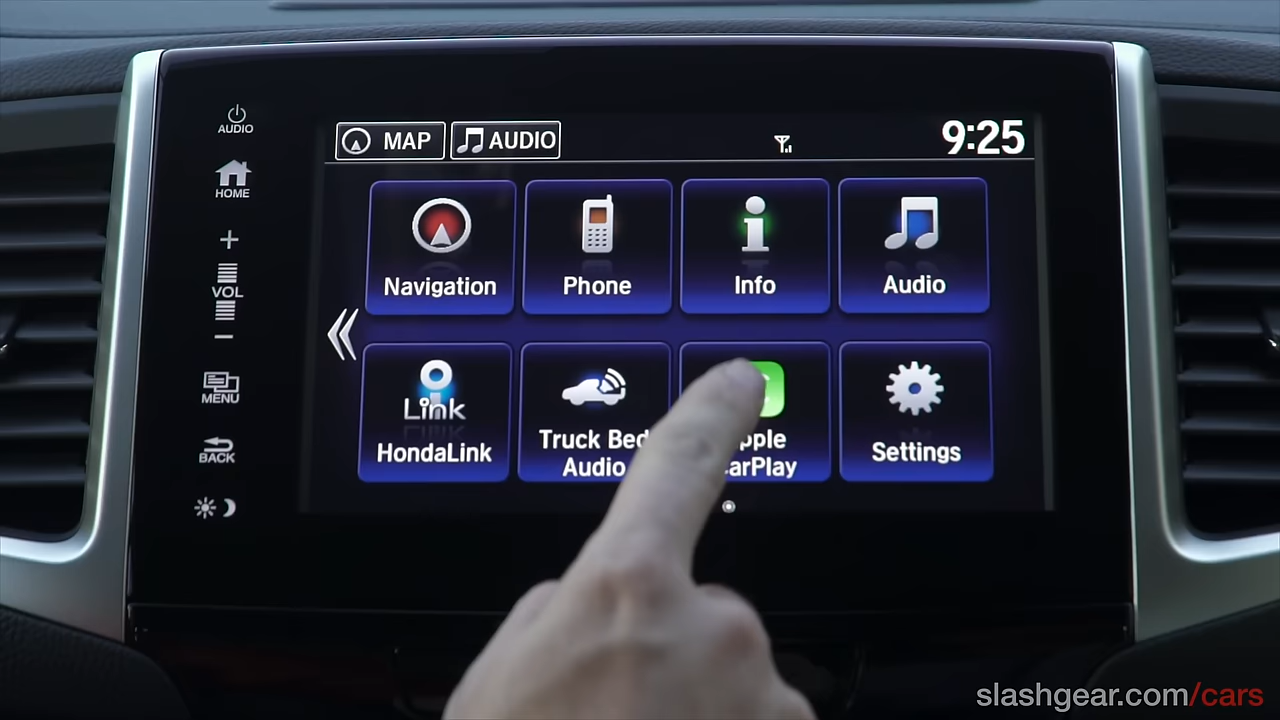 AUDIO
HOME
+
VOL
−
MENU
BACK
MAP
AUDIO
9:25
Navigation
Phone
Info
Audio
Link
HondaLink
Truck Bed
Audio
pple
arPlay
Settings
slashgear.com/cars